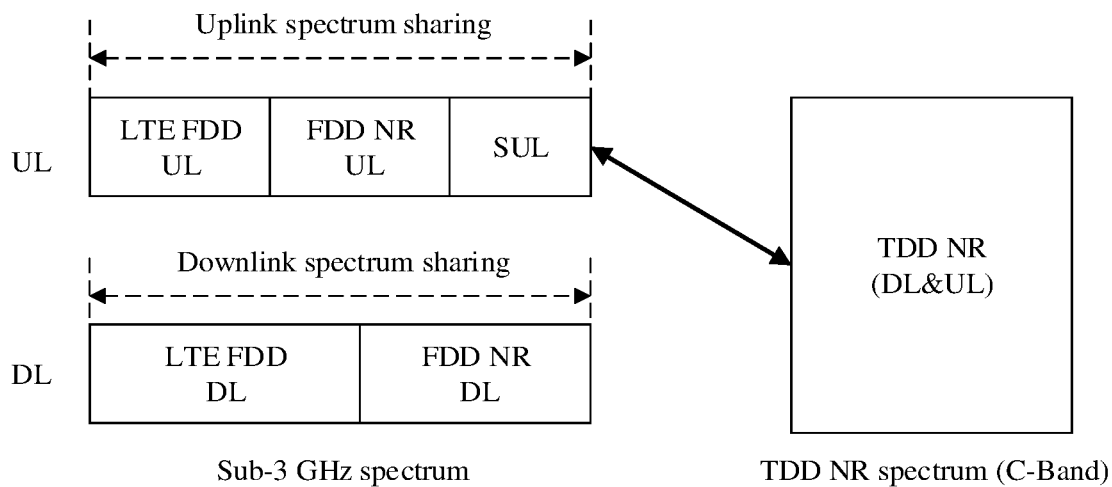 Uplink spectrum sharing
UL
LTE FDD
UL
FDD NR
UL
SUL
Downlink spectrum sharing
DL
LTE FDD
DL
FDD NR
DL
Sub-3 GHz spectrum
TDD NR
(DL&UL)
TDD NR spectrum (C-Band)